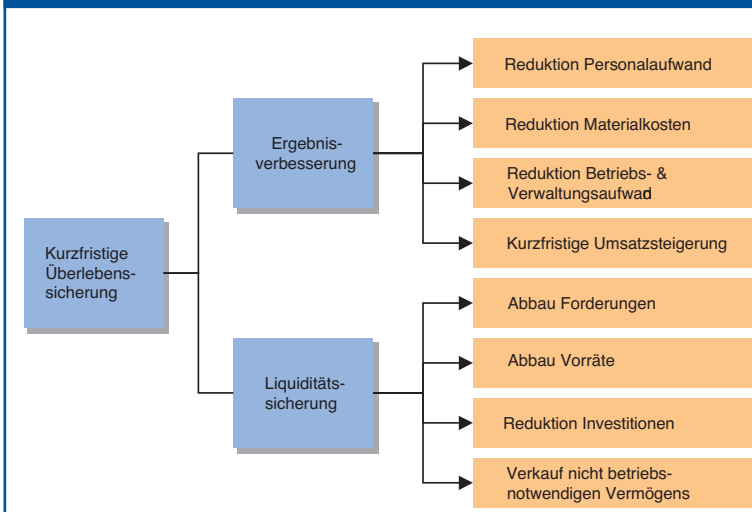 Kurzfristige
Überlebens-
sicherung
Ergebnis-
verbesserung
Reduktion Personalaufwand
Reduktion Materialkosten
Reduktion Betriebs- &
Verwaltungsaufwad
Kurzfristige Umsatzsteigerung
Liquiditäts-
sicherung
Abbau Forderungen
Abbau Vorräte
Reduktion Investitionen
Verkauf nicht betriebs-
notwendigen Vermögens